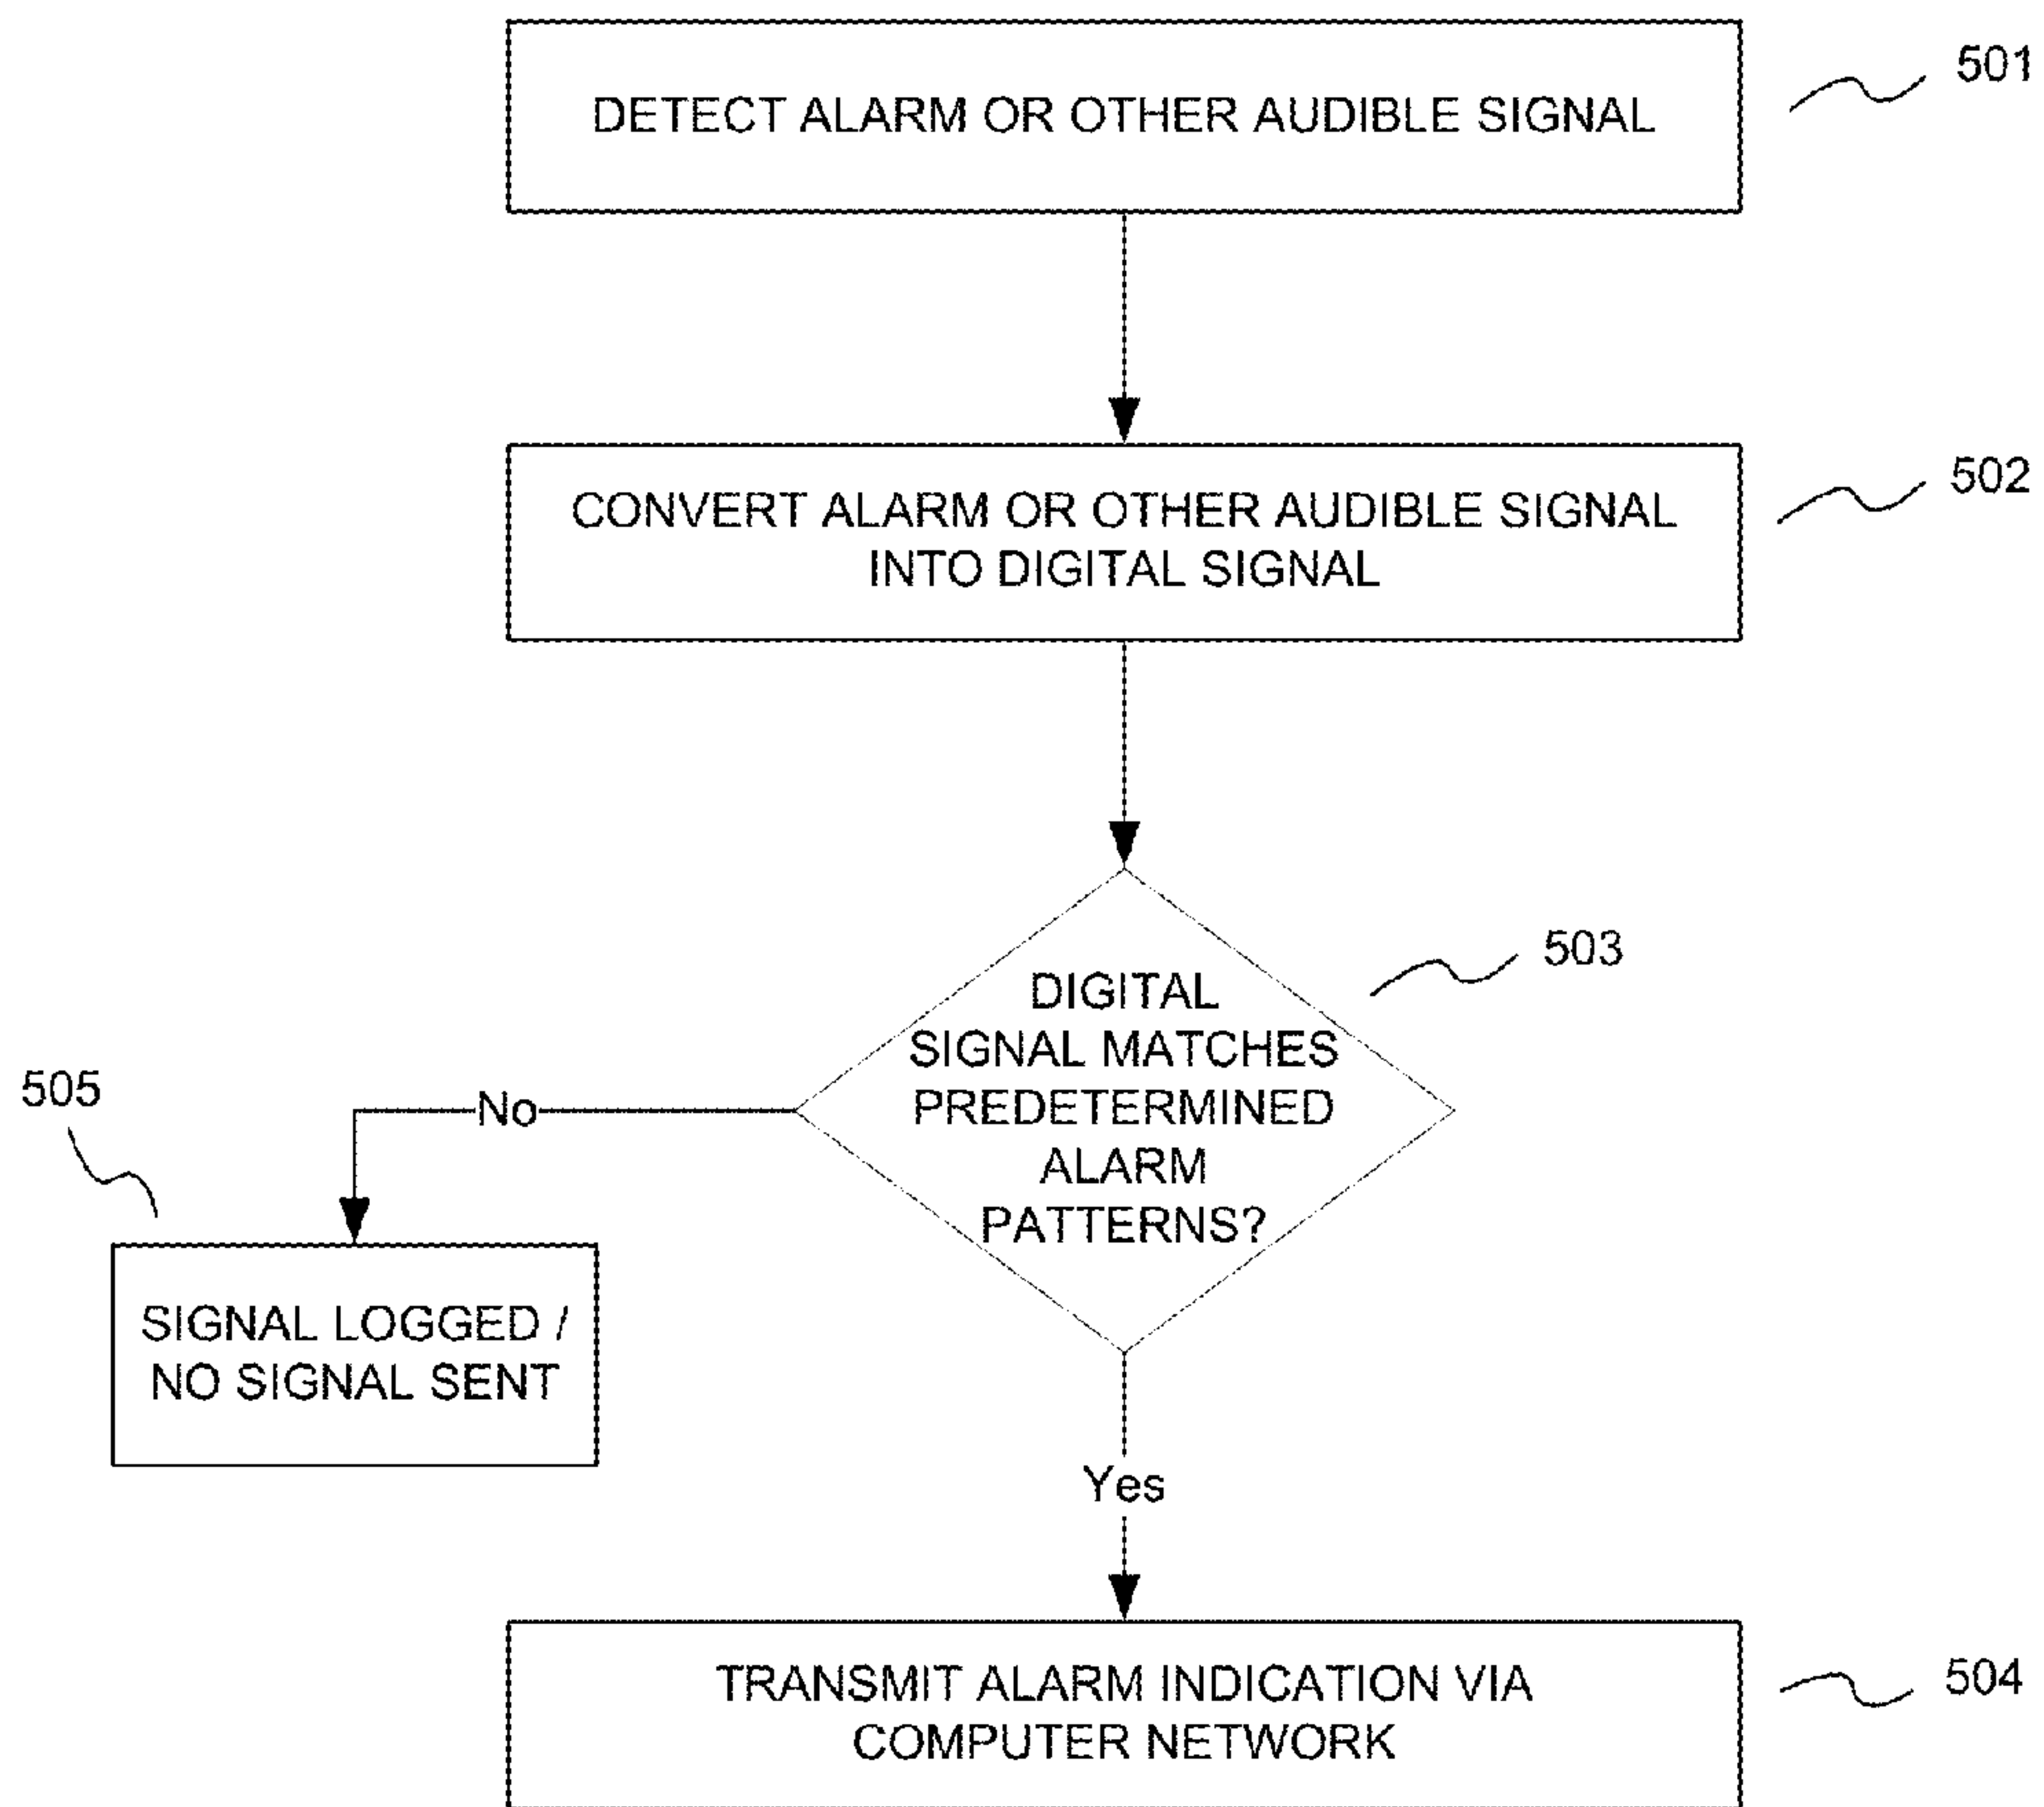 DETECT ALARM OR OTHER AUDIBLE SIGNAL
501
CONVERT ALARM OR OTHER AUDIBLE SIGNAL
INTO DIGITAL SIGNAL
502
DIGITAL
SIGNAL MATCHES
PREDETERMINED
ALARM
PATTERNS?
503
No
505
SIGNAL LOGGED /
NO SIGNAL SENT
Yes
TRANSMIT ALARM INDICATION VIA
COMPUTER NETWORK
504